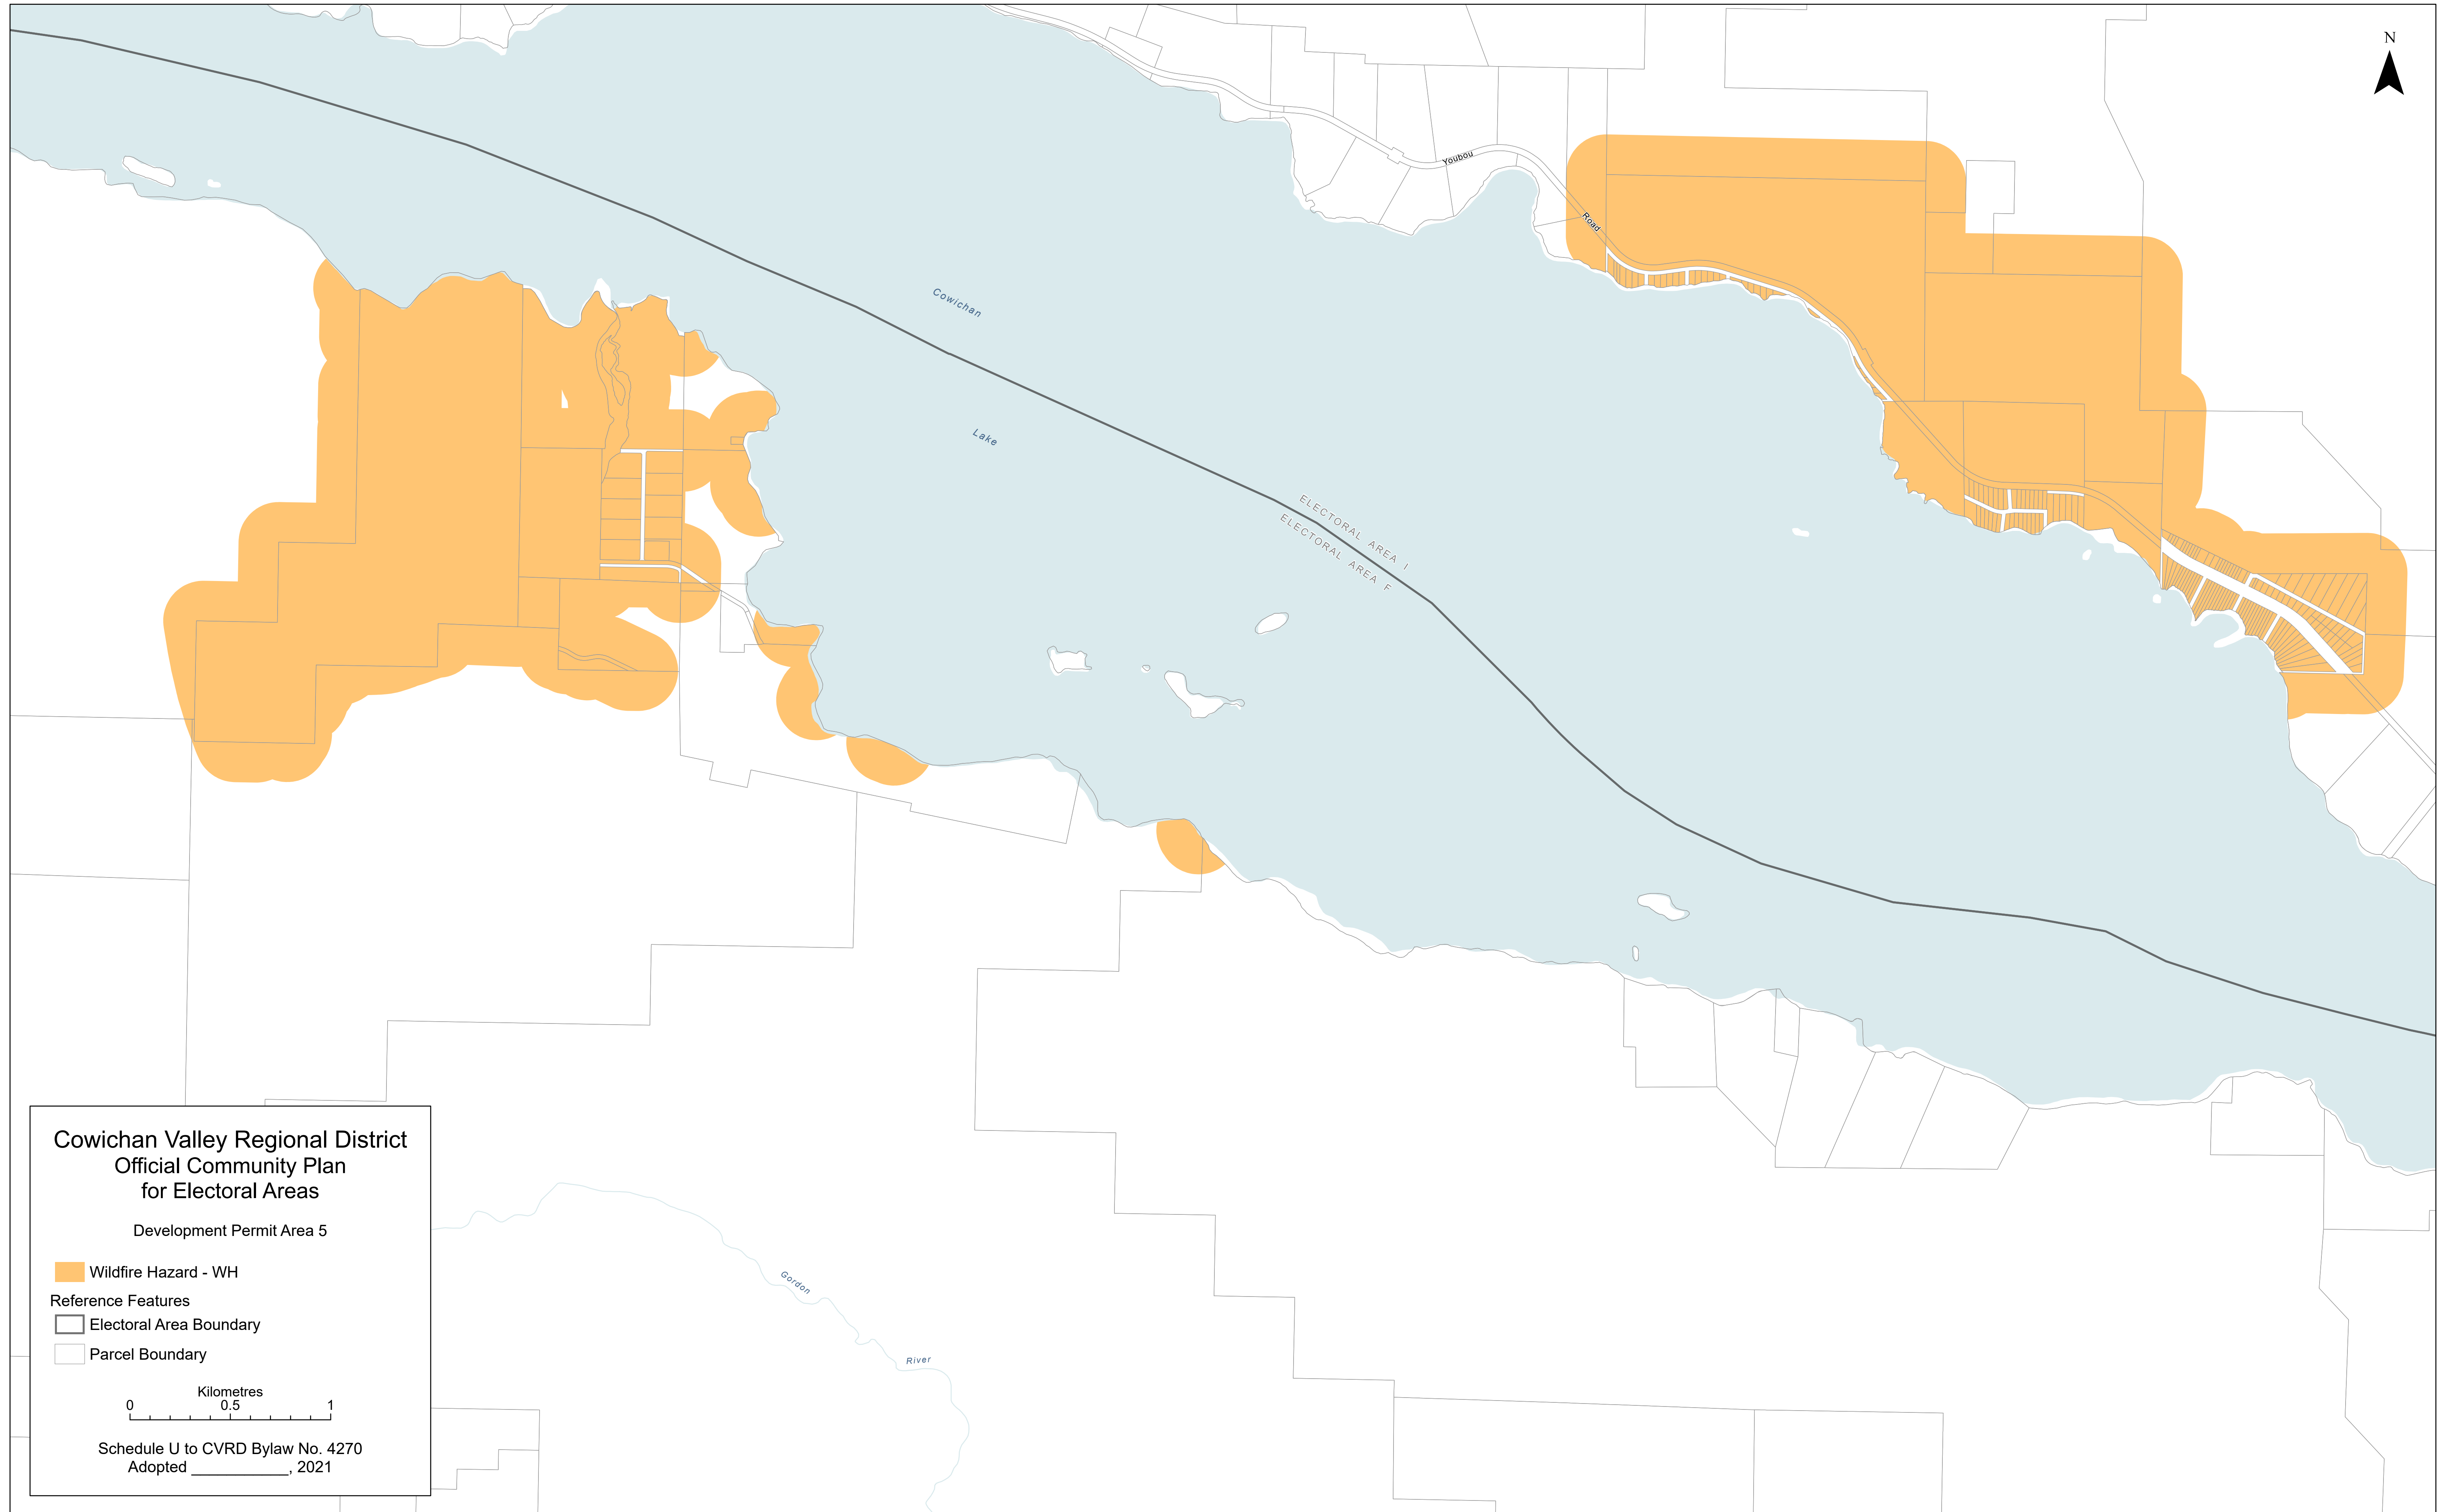 N
Youbou
Road
Cowichan
Lake
ELECTORAL AREA I
ELECTORAL AREA F
Cowichan Valley Regional District
Official Community Plan
for Electoral Areas
Development Permit Area 5
Wildfire Hazard - WH
Reference Features
Electoral Area Boundary
Parcel Boundary
Kilometres
0 0.5 1
Schedule U to CVRD Bylaw No. 4270
Adopted ____________, 2021
Gordon
River